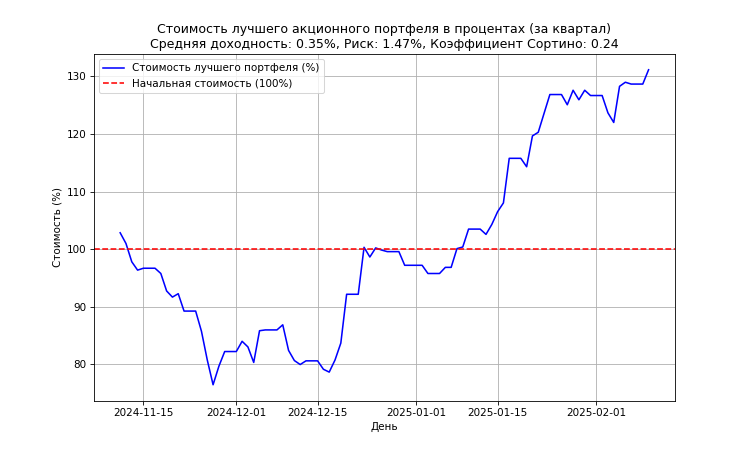 Стоимость лучшего акционного портфеля в процентах (за квартал)
Средняя доходность: 0.35%, Риск: 1.47%, Коэффициент Сортино: 0.24
Стоимость лучшего портфеля (%)
Начальная стоимость (100%)
Стоимость (%)
130
120
110
100
90
80
2024-11-15
2024-12-01
2024-12-15
2025-01-01
2025-01-15
2025-02-01
День